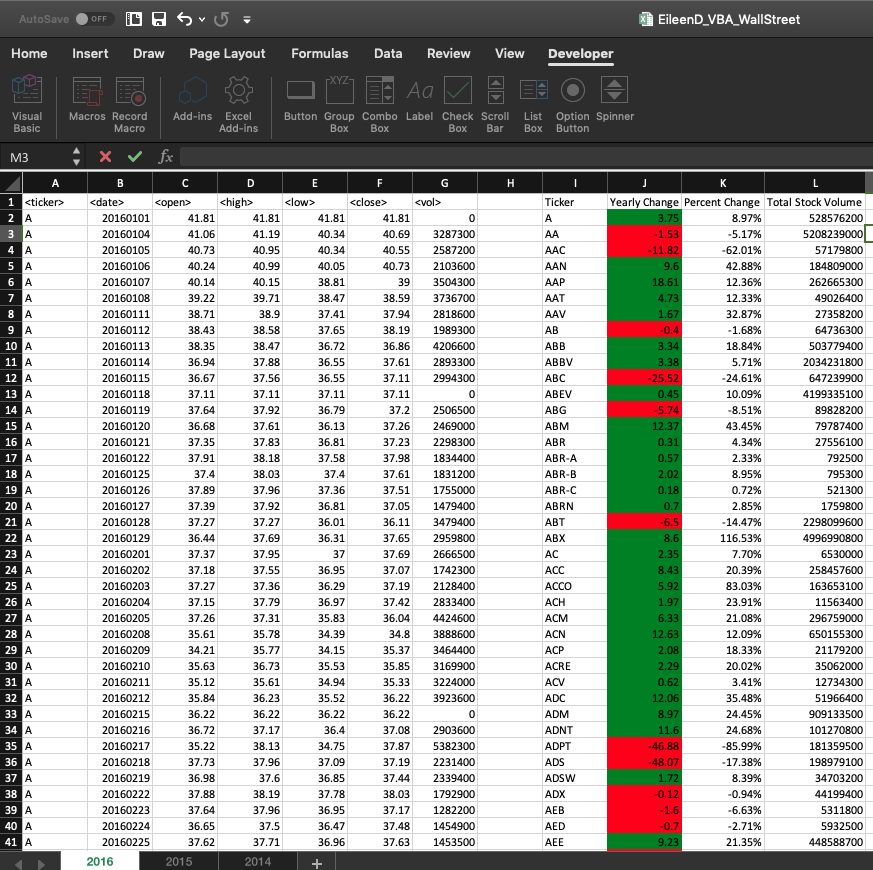 AutoSave OFF EileenD_VBA_WallStreet
Home Insert Draw Page Layout Formulas Data Review View Developer
Visual Basic Macros Record Macro Add-ins Excel Add-ins Button Group Box Combo Box Label Check Box Scroll Bar List Box Option Button Spinner
M3 fx
A B C D E F G H I J K L
1 <ticker> <date> <open> <high> <low> <close> <vol> Ticker Yearly Change Percent Change Total Stock Volume
2 A 20160101 41.81 41.81 41.81 41.81 0 A 3.75 8.97% 528576200
3 A 20160104 41.06 41.19 40.34 40.69 3287300 AA -1.53 -5.17% 5208239000
4 A 20160105 40.73 40.95 40.34 40.55 2587200 AAC -11.82 -62.01% 57179800
5 A 20160106 40.24 40.99 40.05 40.73 2103600 AAN 9.6 42.88% 184809000
6 A 20160107 40.14 40.15 38.81 39 3504300 AAP 18.61 12.36% 262665300
7 A 20160108 39.22 39.71 38.47 38.59 3736700 AAT 4.73 12.33% 49026400
8 A 20160111 38.71 38.9 37.41 37.94 2818600 AAV 1.67 32.87% 27358200
9 A 20160112 38.43 38.58 37.65 38.19 1989300 AB -0.4 -1.68% 64736300
10 A 20160113 38.35 38.47 36.72 36.86 4206600 ABB 3.34 18.84% 503779400
11 A 20160114 36.94 37.88 36.55 37.61 2893300 ABBV 3.38 5.71% 2034231800
12 A 20160115 36.67 37.56 36.55 37.11 2994300 ABC -25.52 -24.61% 647239900
13 A 20160118 37.11 37.11 37.11 37.11 0 ABEV 0.45 10.09% 4199335100
14 A 20160119 37.64 37.92 36.79 37.2 2506500 ABG -5.74 -8.51% 89828200
15 A 20160120 36.68 37.61 36.13 37.26 2469000 ABM 12.37 43.45% 79787400
16 A 20160121 37.35 37.83 36.81 37.23 2298300 ABR 0.31 4.34% 27556100
17 A 20160122 37.91 38.18 37.58 37.98 1834400 ABR-A 0.57 2.33% 792500
18 A 20160125 37.4 38.03 37.4 37.61 1831200 ABR-B 2.02 8.95% 795300
19 A 20160126 37.89 37.96 37.36 37.51 1755000 ABR-C 0.18 0.72% 521300
20 A 20160127 37.39 37.92 36.81 37.05 1479400 ABRN 0.7 2.85% 1759800
21 A 20160128 37.27 37.27 36.01 36.11 3479400 ABT -6.5 -14.47% 2298099600
22 A 20160129 36.44 37.69 36.31 37.65 2959800 ABX 8.6 116.53% 4996990800
23 A 20160201 37.37 37.95 37 37.69 2666500 AC 2.35 7.70% 6530000
24 A 20160202 37.18 37.55 36.95 37.07 1742300 ACC 8.43 20.39% 258457600
25 A 20160203 37.27 37.36 36.29 37.19 2128400 ACCO 5.92 83.03% 163653100
26 A 20160204 37.15 37.79 36.97 37.42 2833400 ACH 1.97 23.91% 11563400
27 A 20160205 37.26 37.31 35.83 36.04 4424600 ACM 6.33 21.08% 296759000
28 A 20160208 35.61 35.78 34.39 34.8 3888600 ACN 12.63 12.09% 650155300
29 A 20160209 34.21 35.77 34.15 35.37 3464400 ACP 2.08 18.33% 21179200
30 A 20160210 35.63 36.73 35.53 35.85 3169900 ACRE 2.29 20.02% 35062000
31 A 20160211 35.12 35.61 34.94 35.33 3224000 ACV 0.62 3.41% 12734300
32 A 20160212 35.84 36.23 35.52 36.22 3923600 ADC 12.06 35.48% 51966400
33 A 20160215 36.22 36.22 36.22 36.22 0 ADM 8.97 24.45% 909133500
34 A 20160216 36.72 37.17 36.4 37.08 2903600 ADNT 11.6 24.68% 101270800
35 A 20160217 35.22 38.13 34.75 37.87 5382300 ADPT -46.88 -85.99% 181359500
36 A 20160218 37.73 37.96 37.09 37.19 2231400 ADS -48.07 -17.38% 198979100
37 A 20160219 36.98 37.6 36.85 37.44 2339400 ADSW 1.72 8.39% 34703200
38 A 20160222 37.88 38.19 37.78 38.03 1792900 ADX -0.12 -0.94% 44199400
39 A 20160223 37.64 37.96 36.95 37.17 1282200 AEB -1.6 -6.63% 5311800
40 A 20160224 36.65 37.5 36.47 37.48 1454900 AED -0.7 -2.71% 5932500
41 A 20160225 37.62 37.71 36.96 37.63 1453500 AEE 9.23 21.35% 448588700
2016 2015 2014 +